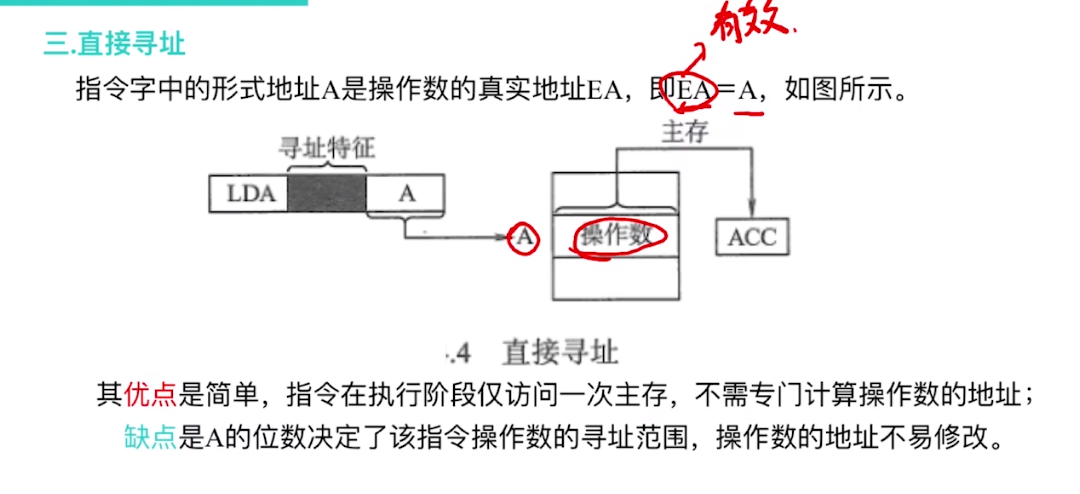 三.直接寻址
有效.
指令字中的形式地址A是操作数的真实地址EA，即EA＝A，如图所示。
主存
寻址特征
LDA A
A 操作数 ACC
.4 直接寻址
其优点是简单，指令在执行阶段仅访问一次主存，不需专门计算操作数的地址；
缺点是A的位数决定了该指令操作数的寻址范围，操作数的地址不易修改。